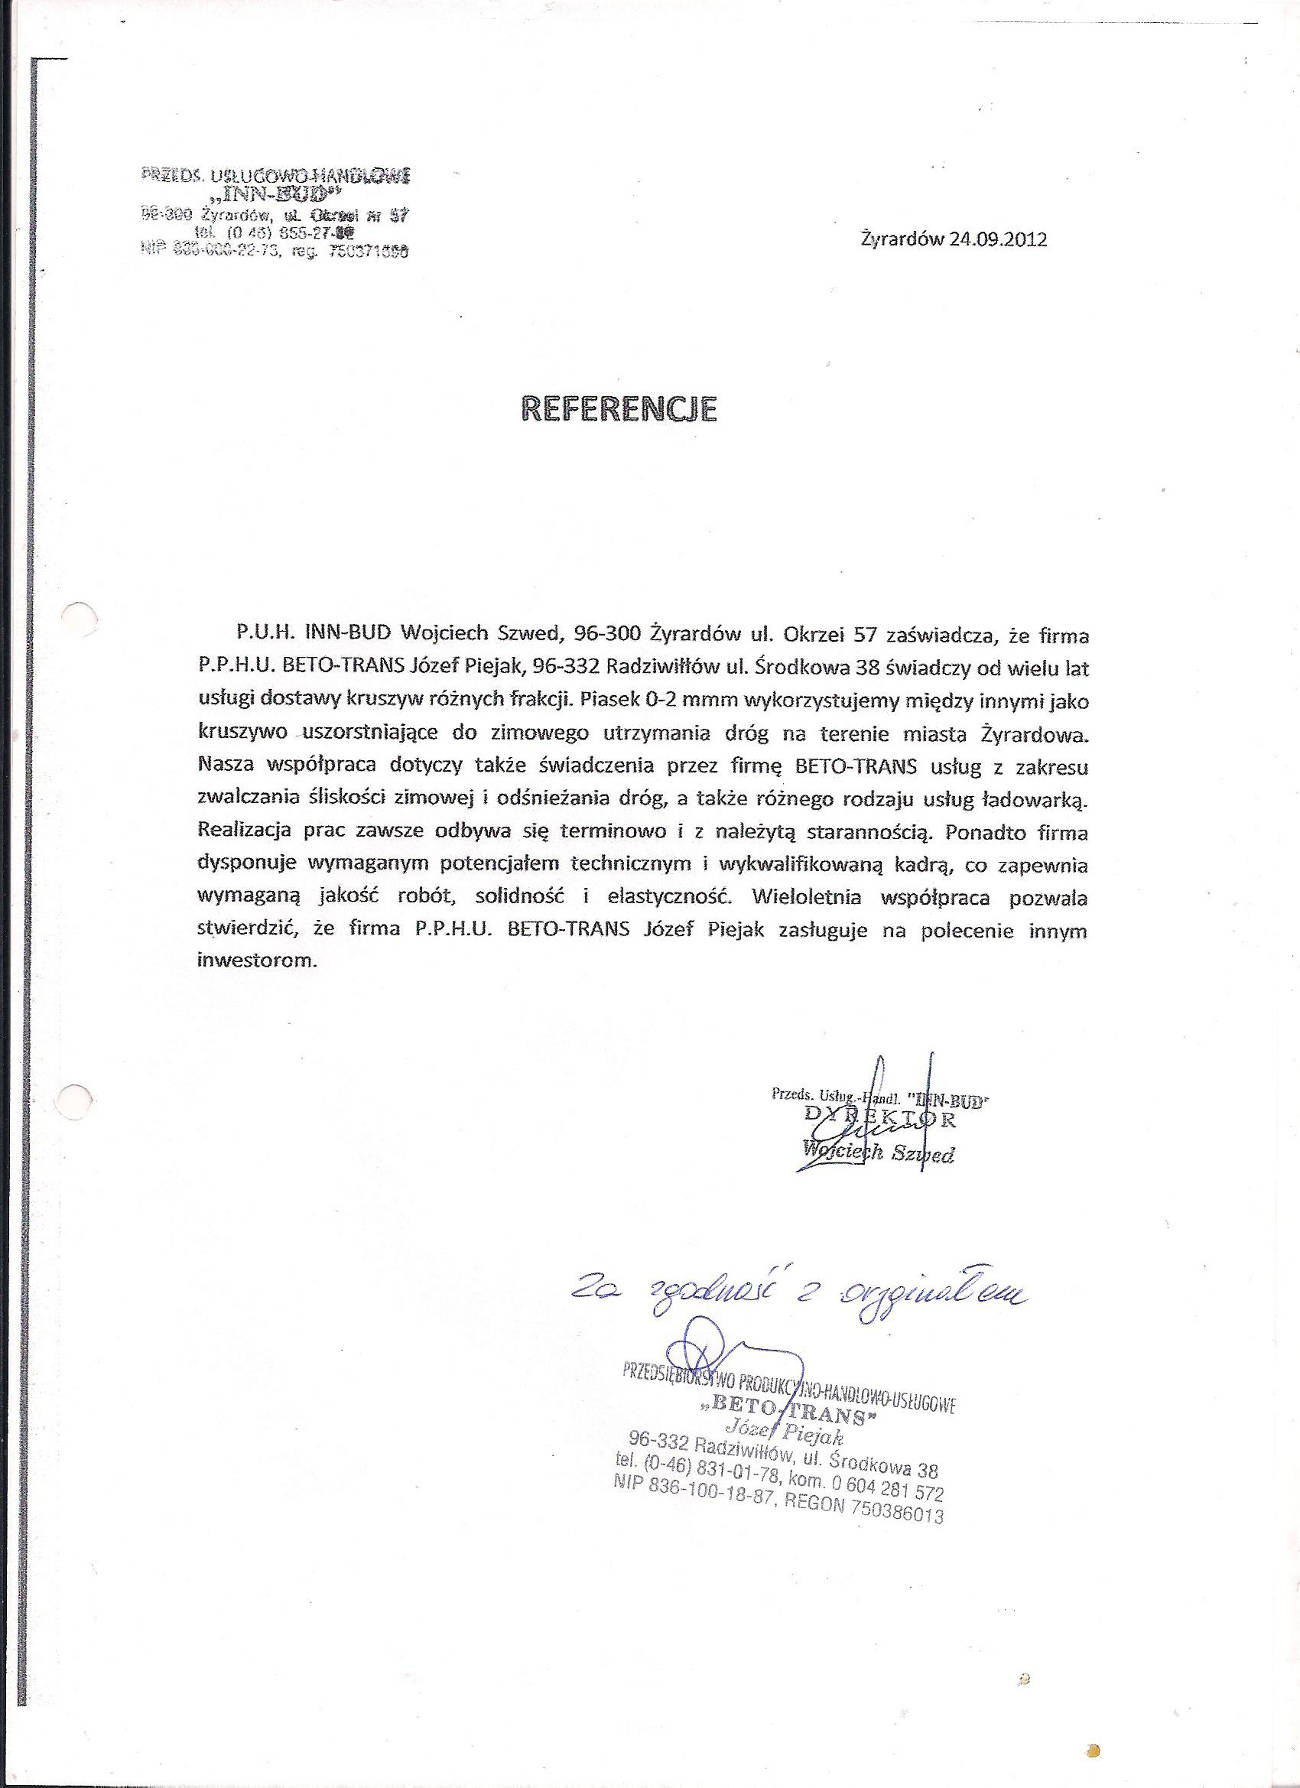 PRZEDS. USŁUGOWO-HANDLOWE
„INN-BUD”
96-300 Żyrardów, ul. Okrzei nr 57
tel. (0 46) 855-27-
NIP reg.
Żyrardów 24.09.2012
REFERENCJE
P.U.H. INN-BUD Wojciech Szwed, 96-300 Żyrardów ul. Okrzei 57 zaświadcza, że firma
P.P.H.U. BETO-TRANS Józef Piejak, 96-332 Radziwiłłów ul. Środkowa 38 świadczy od wielu lat
usługi dostawy kruszyw różnych frakcji. Piasek 0-2 mmm wykorzystujemy między innymi jako
kruszywo uszorstniające do zimowego utrzymania dróg na terenie miasta Żyrardowa.
Nasza współpraca dotyczy także świadczenia przez firmę BETO-TRANS usług z zakresu
zwalczania śliskości zimowej i odśnieżania dróg, a także różnego rodzaju usług ładowarką.
Realizacja prac zawsze odbywa się terminowo i z należytą starannością. Ponadto firma
dysponuje wymaganym potencjałem technicznym i wykwalifikowaną kadrą, co zapewnia
wymaganą jakość robót, solidność i elastyczność. Wieloletnia współpraca pozwala
stwierdzić, że firma P.P.H.U. BETO-TRANS Józef Piejak zasługuje na polecenie innym
inwestorom.
Przeds. Usług.-Handl. "INN-BUD"
DYREKTOR
Wojciech Szwed
Za zgodność z oryginałem
PRZEDSIĘBIORSTWO PRODUKCYJNO-HANDLOWO-USŁUGOWE
„BETO-TRANS”
Józef Piejak
96-332 Radziwiłłów, ul. Środkowa 38
tel. (0-46) 831-01-78, kom. 0 604 281 572
NIP 836-100-18-87, REGON 750386013